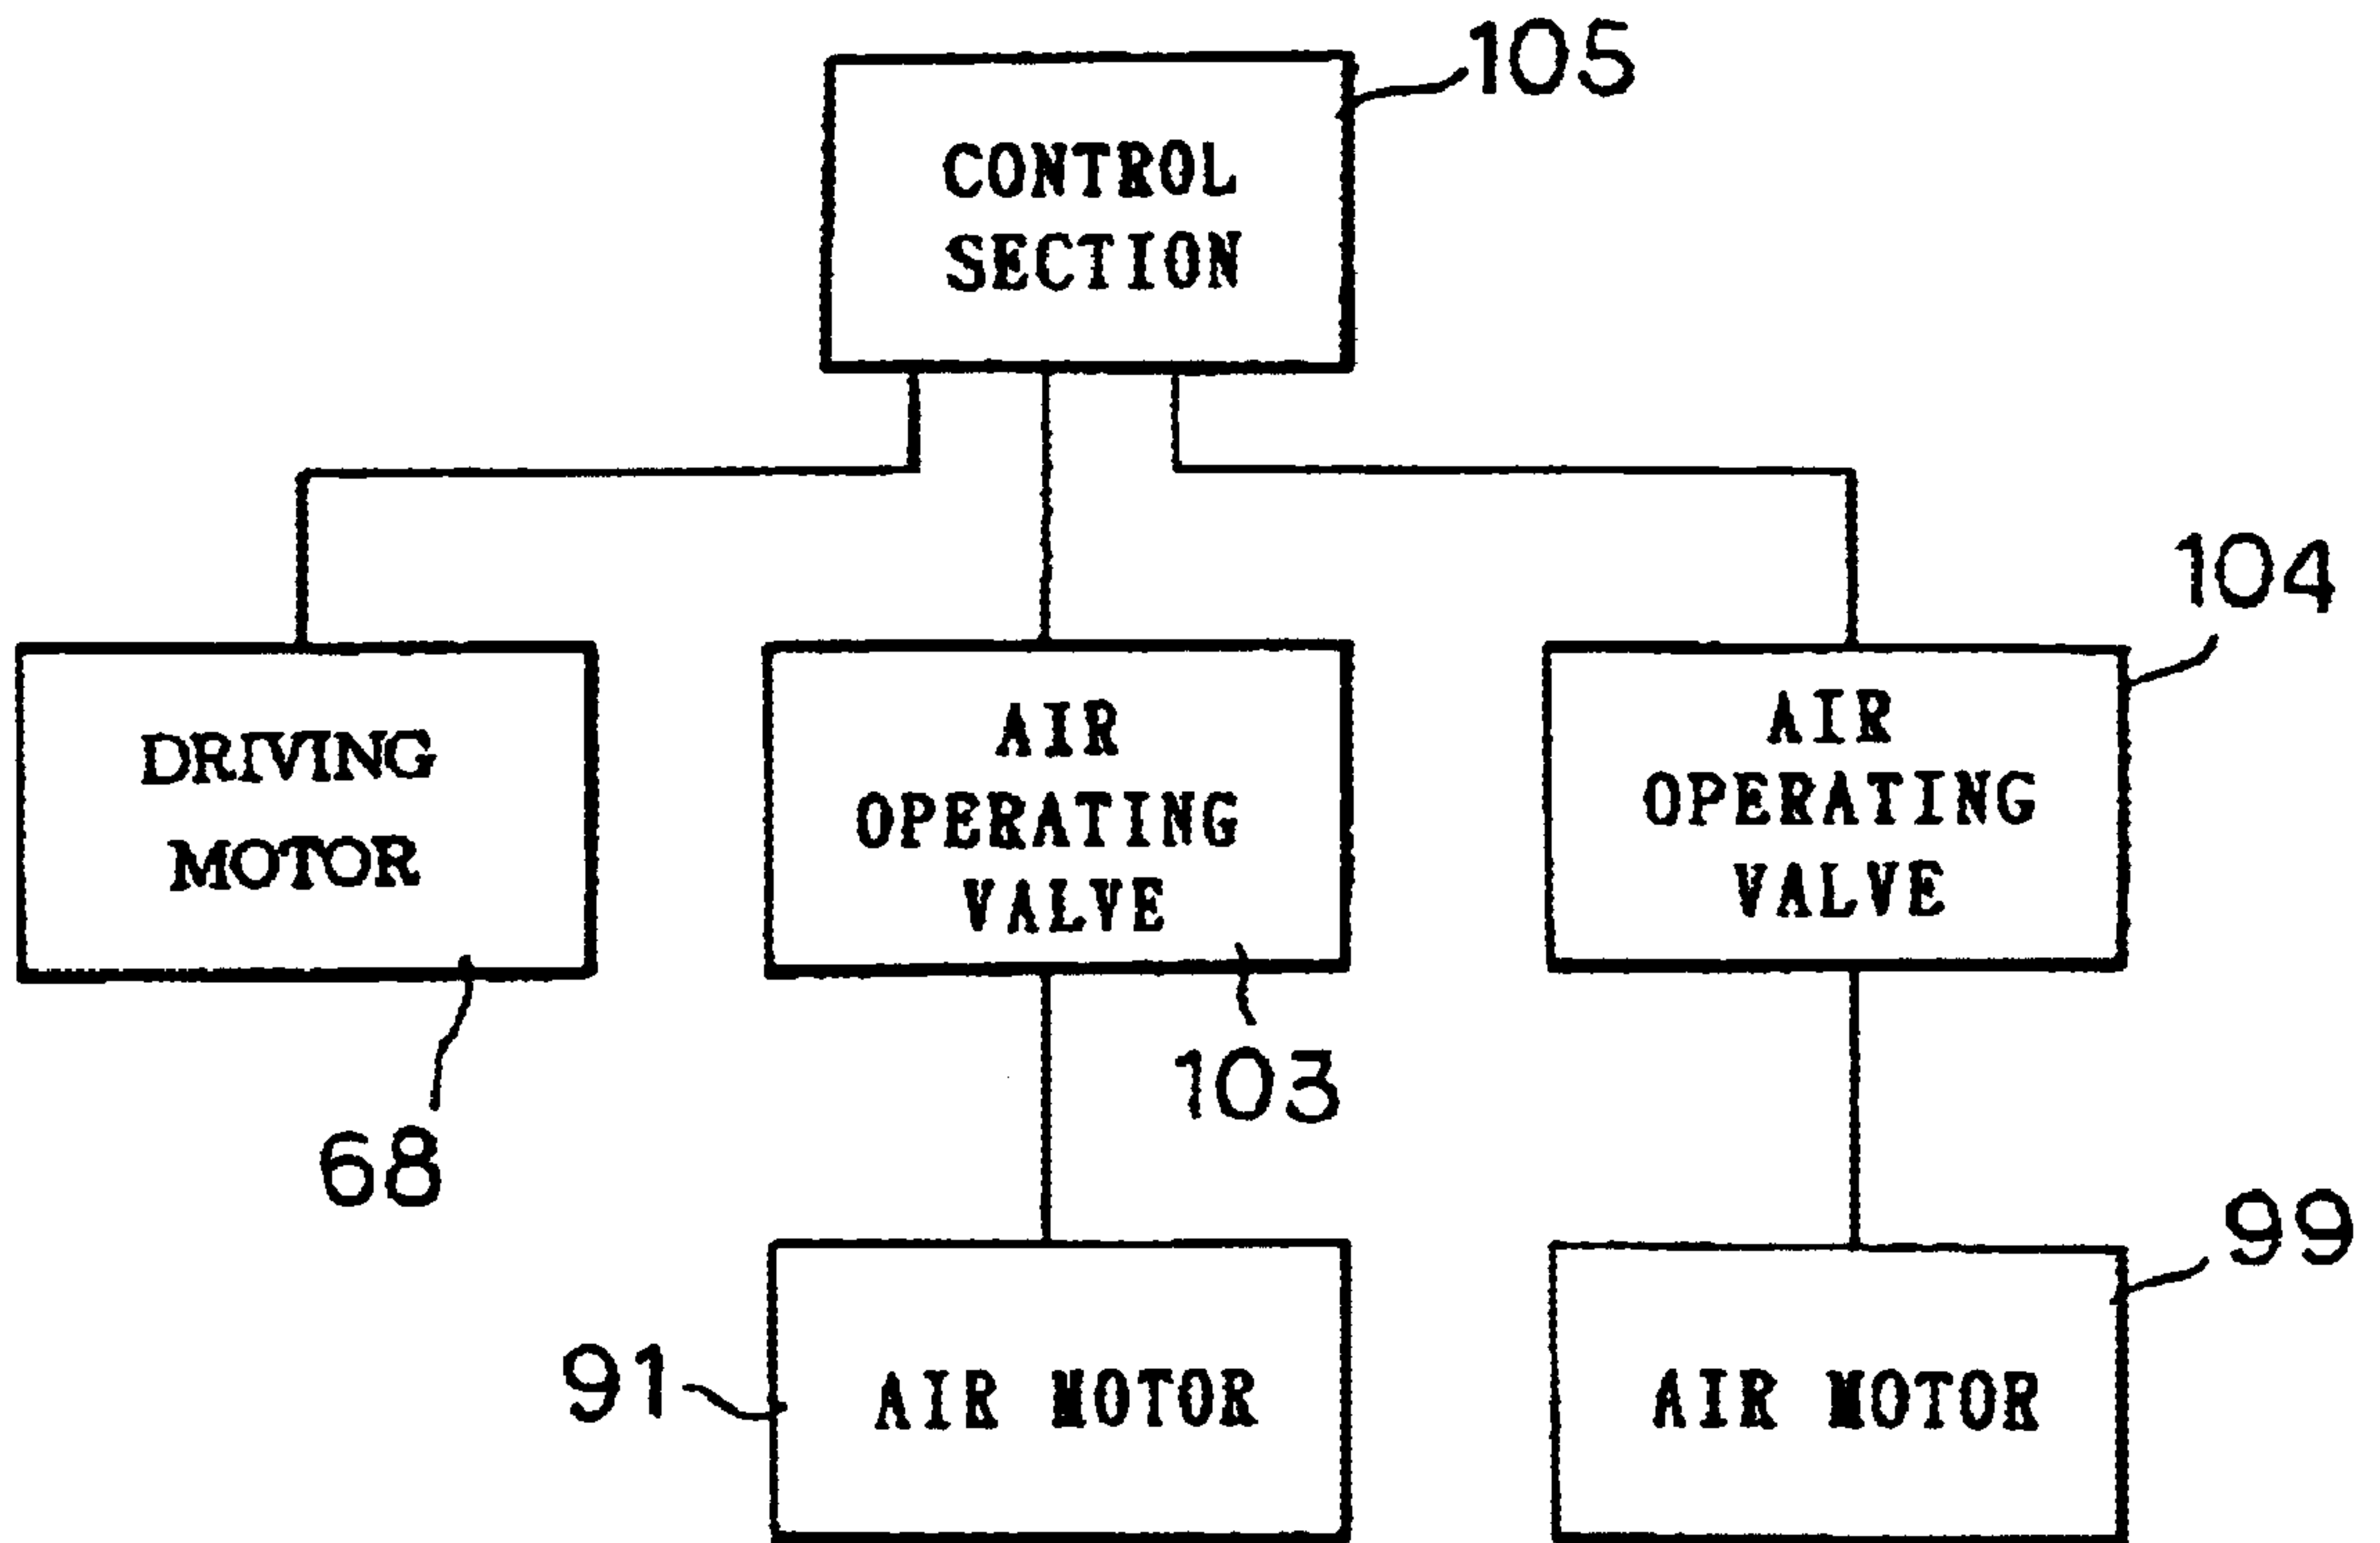 105
CONTROL
SECTION
104
DRIVING
MOTOR
AIR
OPERATING
VALVE
AIR
OPERATING
VALVE
103
68
99
91
AIR MOTOR
AIR MOTOR